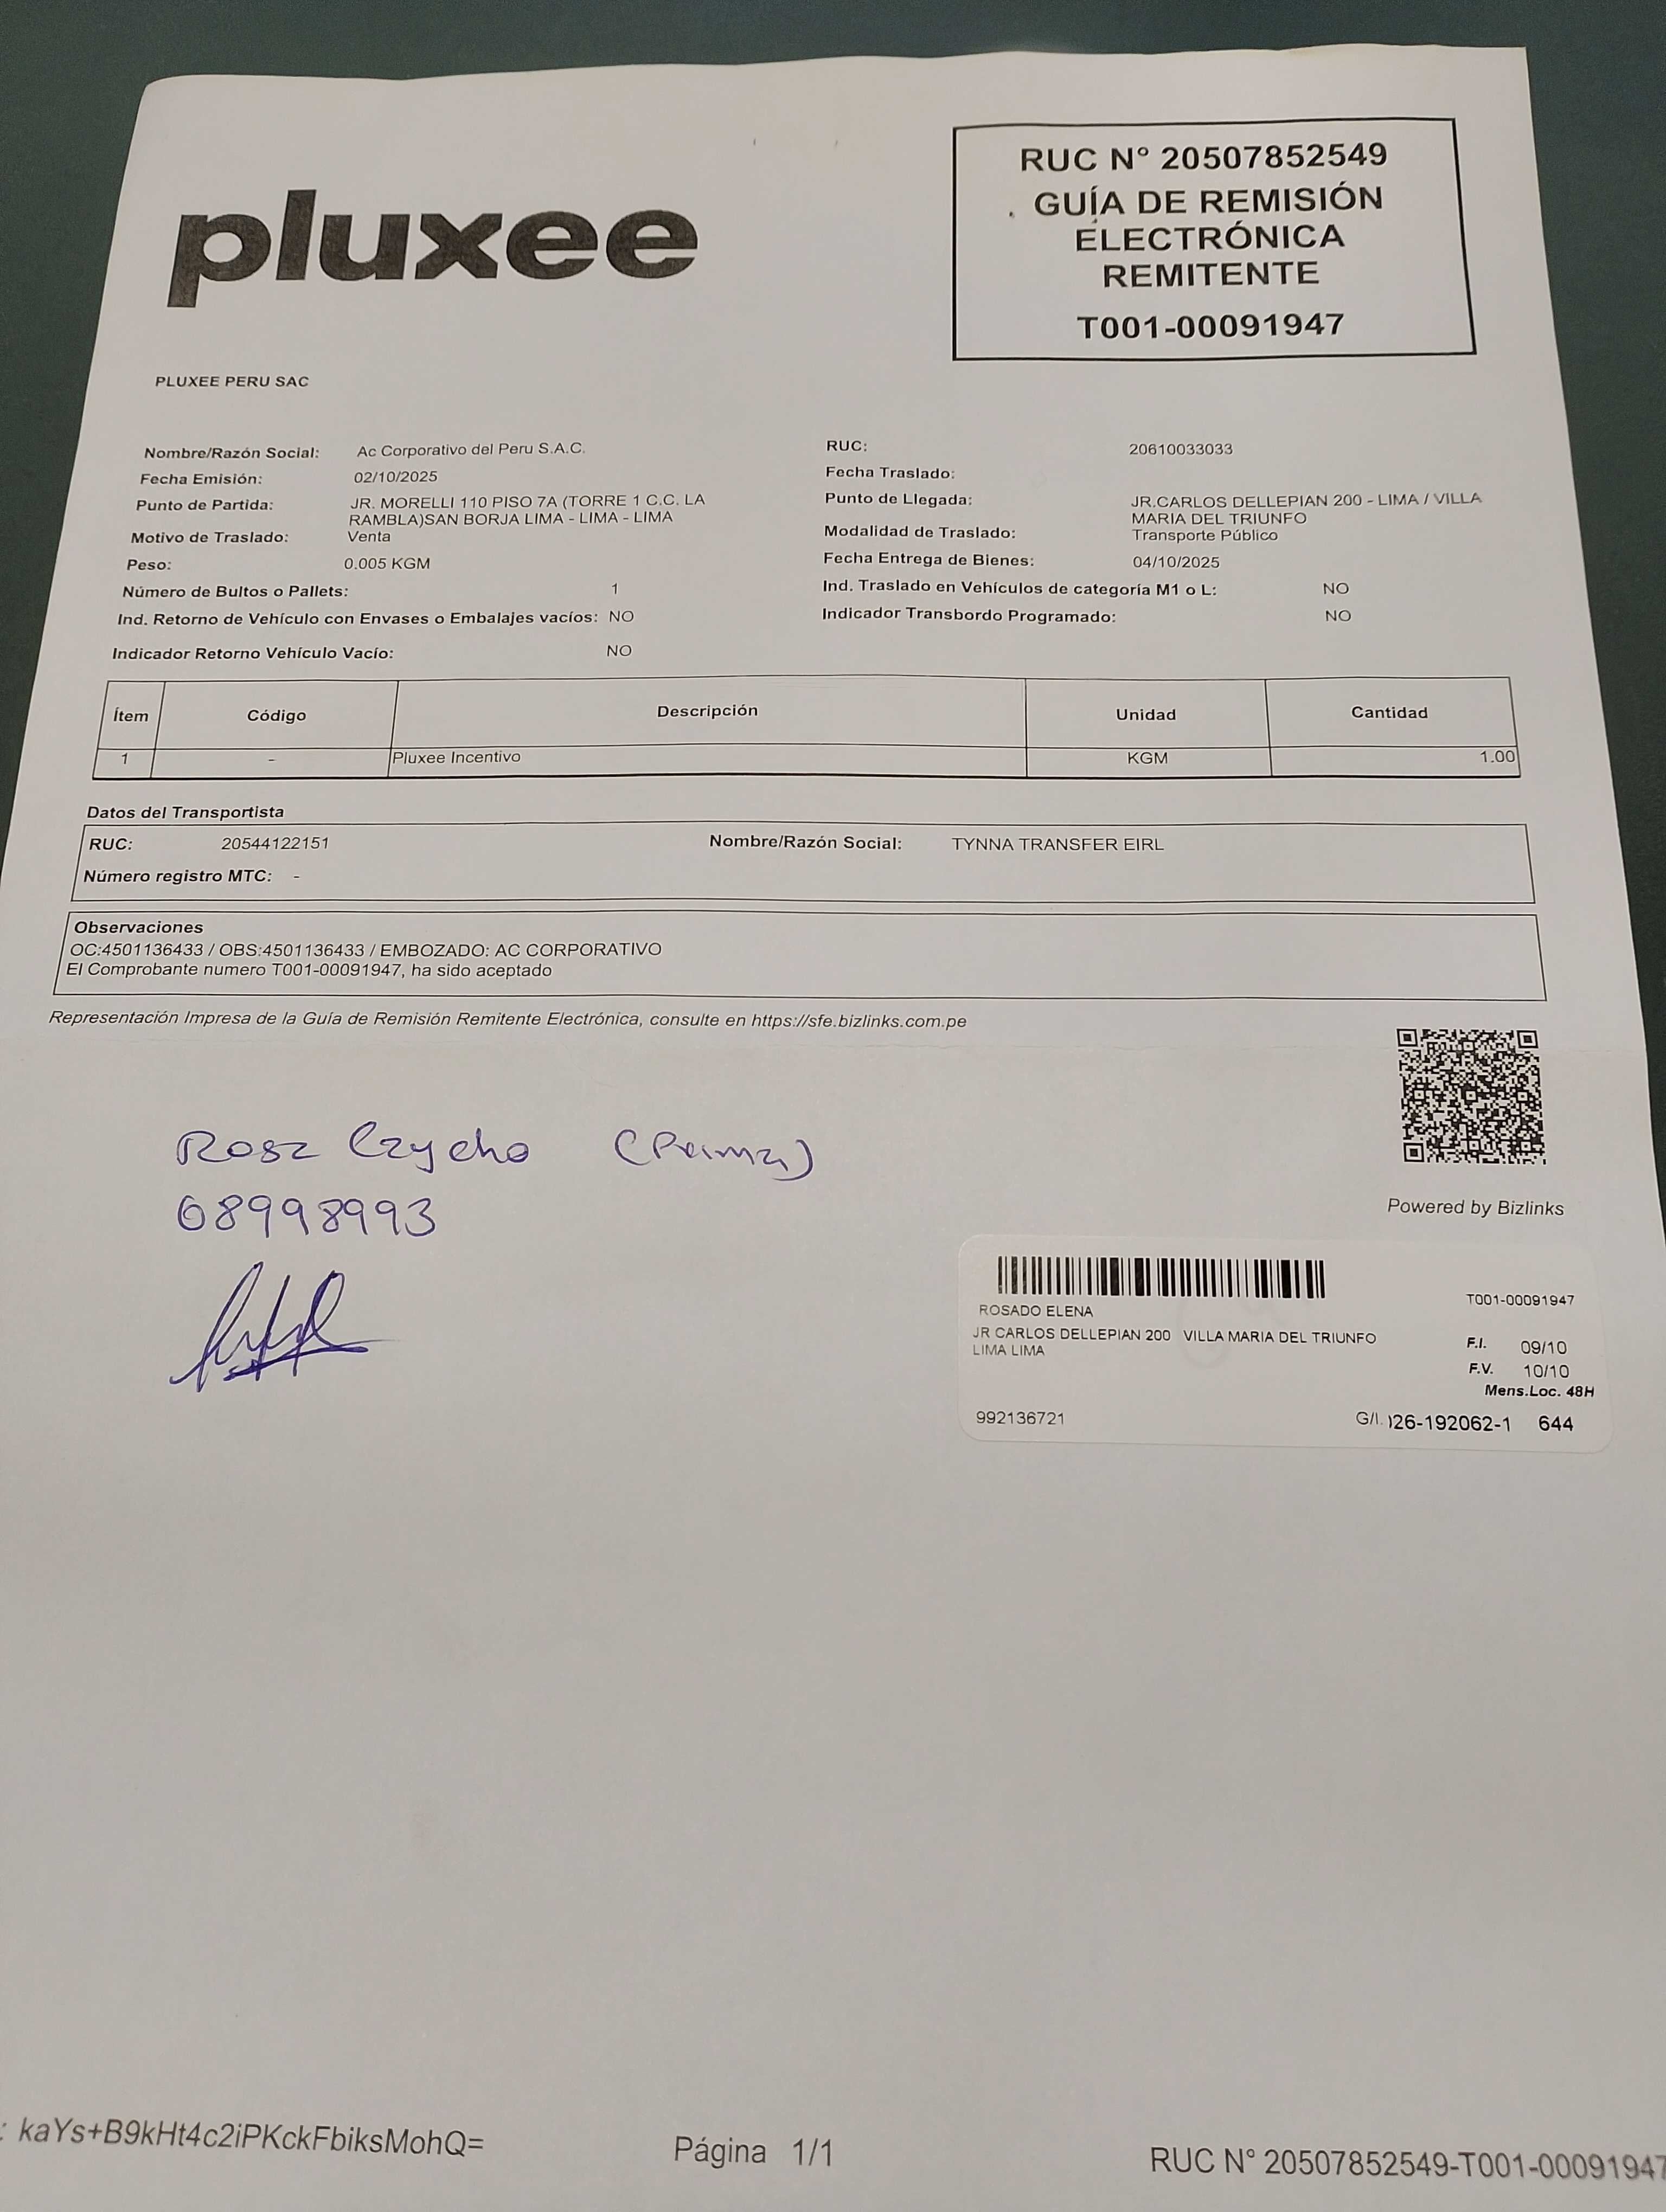 pluxee
RUC N° 20507852549
GUÍA DE REMISIÓN
ELECTRÓNICA
REMITENTE
T001-00091947
PLUXEE PERU SAC
Nombre/Razón Social: Ac Corporativo del Peru S.A.C.
RUC: 20610033033
Fecha Emisión: 02/10/2025
Fecha Traslado:
Punto de Partida: JR. MORELLI 110 PISO 7A (TORRE 1 C.C. LA
RAMBLA)SAN BORJA LIMA - LIMA - LIMA
Punto de Llegada: JR.CARLOS DELLEPIAN 200 - LIMA / VILLA
MARIA DEL TRIUNFO
Motivo de Traslado: Venta
Modalidad de Traslado: Transporte Público
Peso: 0.005 KGM
Fecha Entrega de Bienes: 04/10/2025
Número de Bultos o Pallets: 1
Ind. Traslado en Vehículos de categoría M1 o L: NO
Ind. Retorno de Vehículo con Envases o Embalajes vacíos: NO
Indicador Transbordo Programado: NO
Indicador Retorno Vehículo Vacío: NO
Ítem Código Descripción Unidad Cantidad
1 - Pluxee Incentivo KGM 1.00
Datos del Transportista
RUC: 20544122151 Nombre/Razón Social: TYNNA TRANSFER EIRL
Número registro MTC: -
Observaciones
OC:4501136433 / OBS:4501136433 / EMBOZADO: AC CORPORATIVO
El Comprobante numero T001-00091947, ha sido aceptado
Representación Impresa de la Guía de Remisión Remitente Electrónica, consulte en https://sfe.bizlinks.com.pe
Rosa Caycho
08998993
Powered by Bizlinks
T001-00091947
ROSADO ELENA
JR CARLOS DELLEPIAN 200 VILLA MARIA DEL TRIUNFO
LIMA LIMA
F.I. 09/10
F.V. 10/10
Mens.Loc. 48H
992136721
G/I. 026-192062-1 644
: kaYs+B9kHt4c2iPKckFbiksMohQ=
Página 1/1
RUC N° 20507852549-T001-00091947